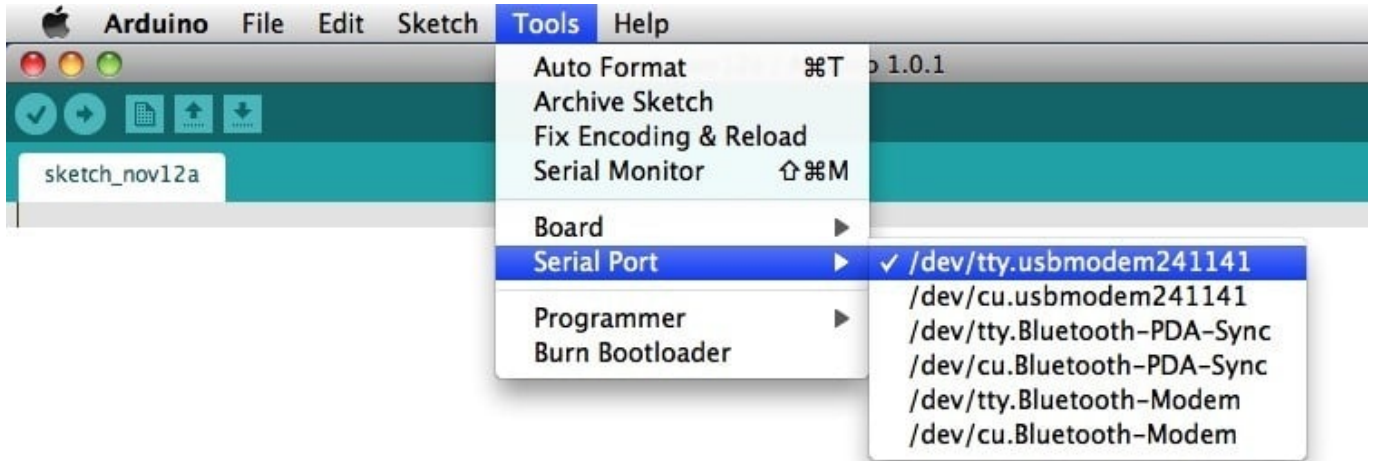 Arduino File Edit Sketch Tools Help
1.0.1
Auto Format ⌘T
Archive Sketch
Fix Encoding & Reload
Serial Monitor ⇧⌘M
sketch_nov12a
Board
Serial Port
Programmer
Burn Bootloader
✓ /dev/tty.usbmodem241141
/dev/cu.usbmodem241141
/dev/tty.Bluetooth-PDA-Sync
/dev/cu.Bluetooth-PDA-Sync
/dev/tty.Bluetooth-Modem
/dev/cu.Bluetooth-Modem